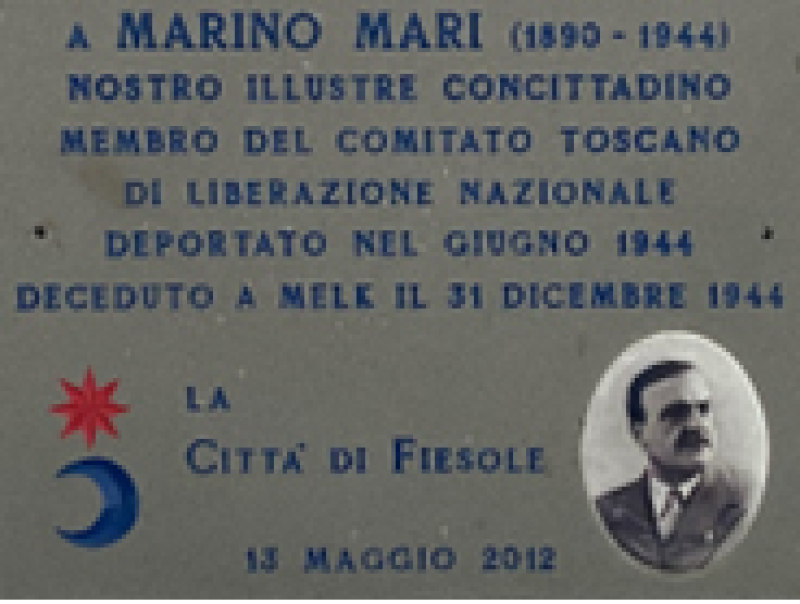 A MARINO MARI (1890 - 1944)
NOSTRO ILLUSTRE CONCITTADINO
MEMBRO DEL COMITATO TOSCANO
DI LIBERAZIONE NAZIONALE
DEPORTATO NEL GIUGNO 1944
DECEDUTO A MELK IL 31 DICEMBRE 1944
LA
CITTA' DI FIESOLE
13 MAGGIO 2012